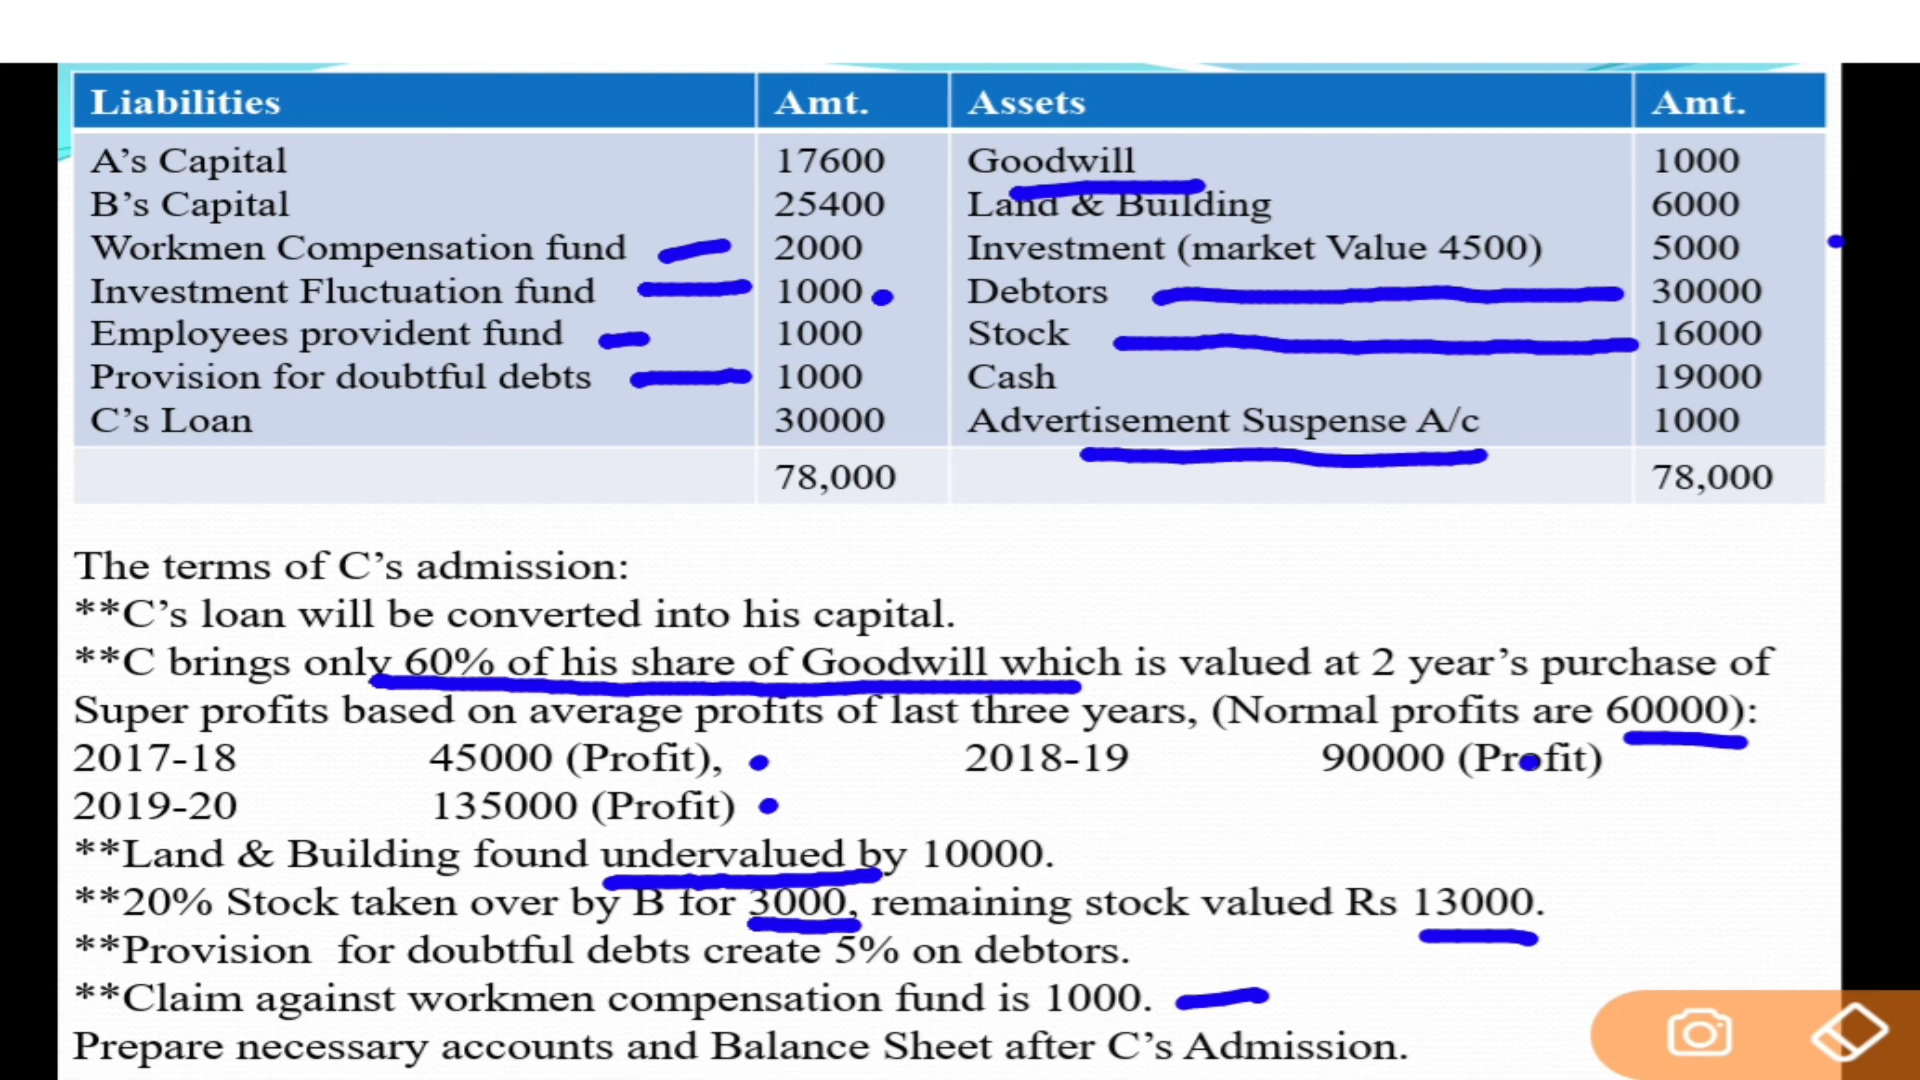 Liabilities Amt. Assets Amt.
A’s Capital 17600 Goodwill 1000
B’s Capital 25400 Land & Building 6000
Workmen Compensation fund 2000 Investment (market Value 4500) 5000
Investment Fluctuation fund 1000 Debtors 30000
Employees provident fund 1000 Stock 16000
Provision for doubtful debts 1000 Cash 19000
C’s Loan 30000 Advertisement Suspense A/c 1000
78,000 78,000
The terms of C’s admission:
**C’s loan will be converted into his capital.
**C brings only 60% of his share of Goodwill which is valued at 2 year’s purchase of
Super profits based on average profits of last three years, (Normal profits are 60000):
2017-18 45000 (Profit), 2018-19 90000 (Profit)
2019-20 135000 (Profit)
**Land & Building found undervalued by 10000.
**20% Stock taken over by B for 3000, remaining stock valued Rs 13000.
**Provision for doubtful debts create 5% on debtors.
**Claim against workmen compensation fund is 1000.
Prepare necessary accounts and Balance Sheet after C’s Admission.